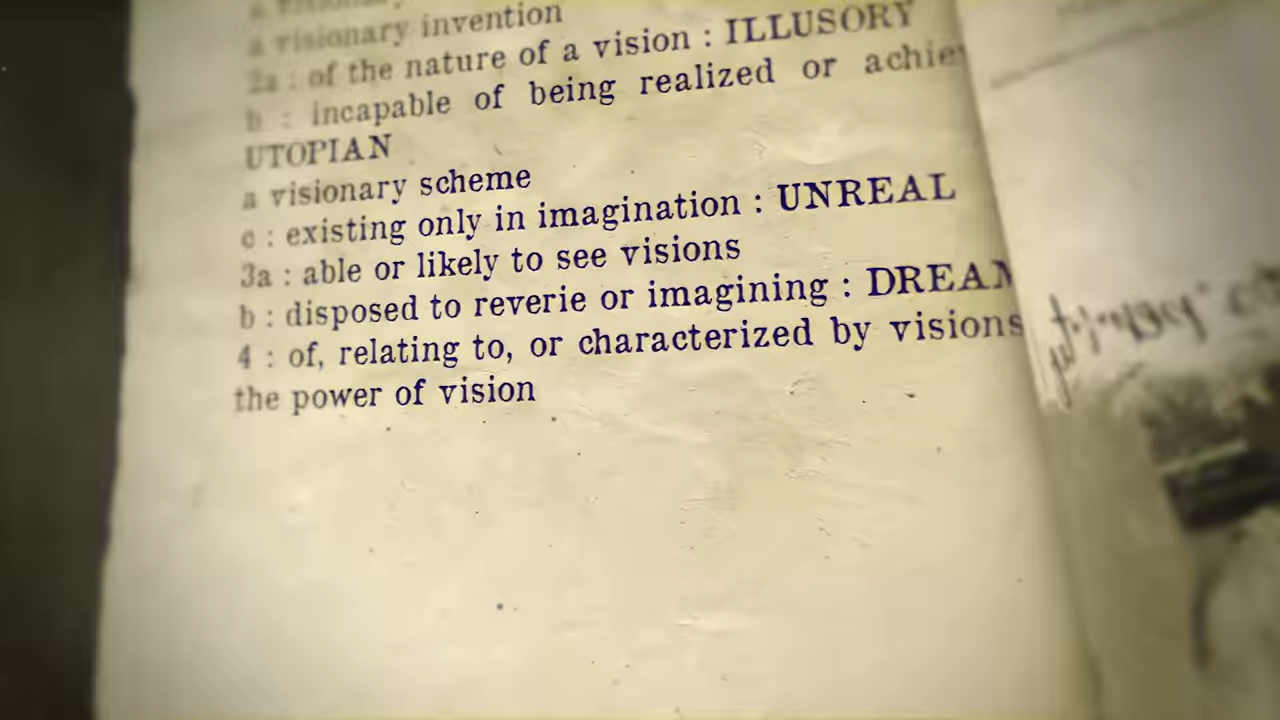 a visionary invention
2a : of the nature of a vision : ILLUSORY
b : incapable of being realized or achie
UTOPIAN
a visionary scheme
c : existing only in imagination : UNREAL
3a : able or likely to see visions
b : disposed to reverie or imagining : DREAM
4 : of, relating to, or characterized by visions
the power of vision